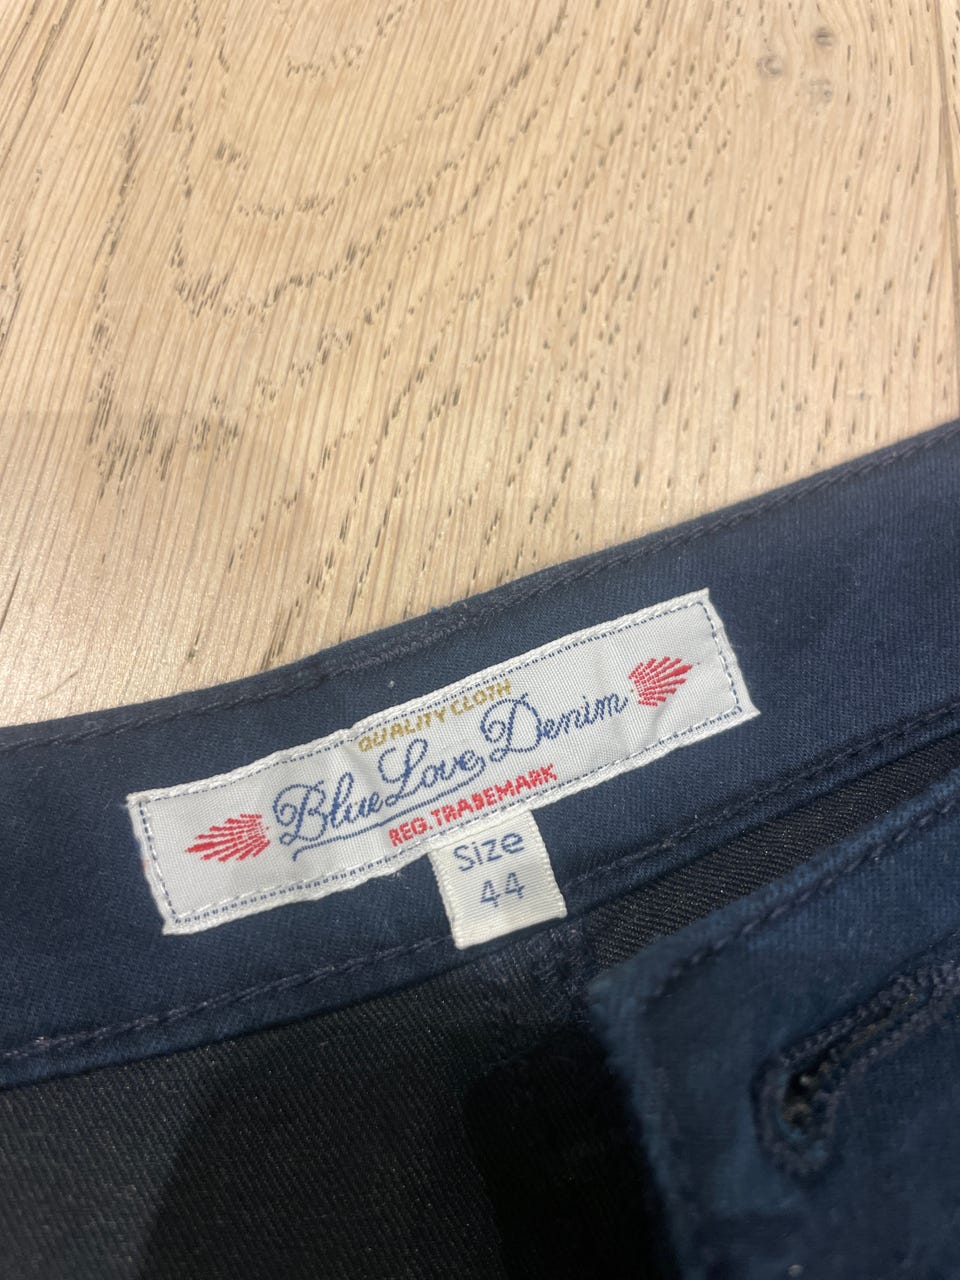 QUALITY CLOTH
Blue Love Denim
REG. TRADEMARK
Size
44